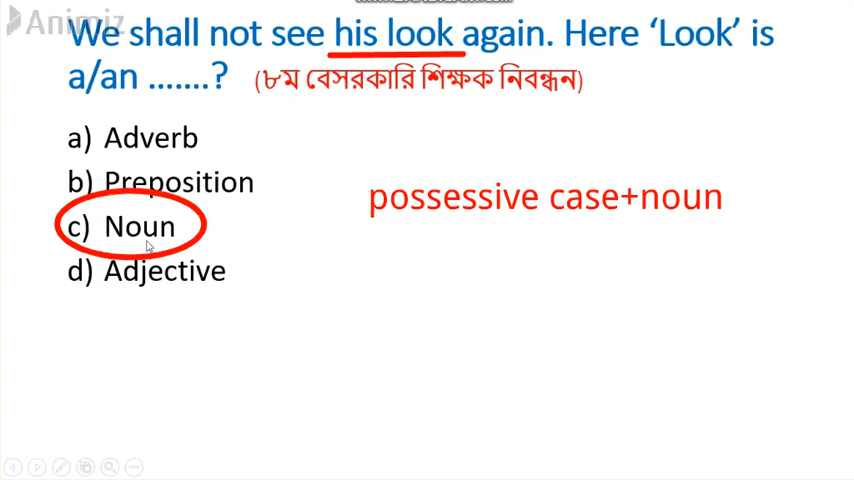 Animiz
We shall not see his look again. Here ‘Look’ is
a/an .......? (৮ম বেসরকারি শিক্ষক নিবন্ধন)
a) Adverb
b) Preposition
possessive case+noun
c) Noun
d) Adjective